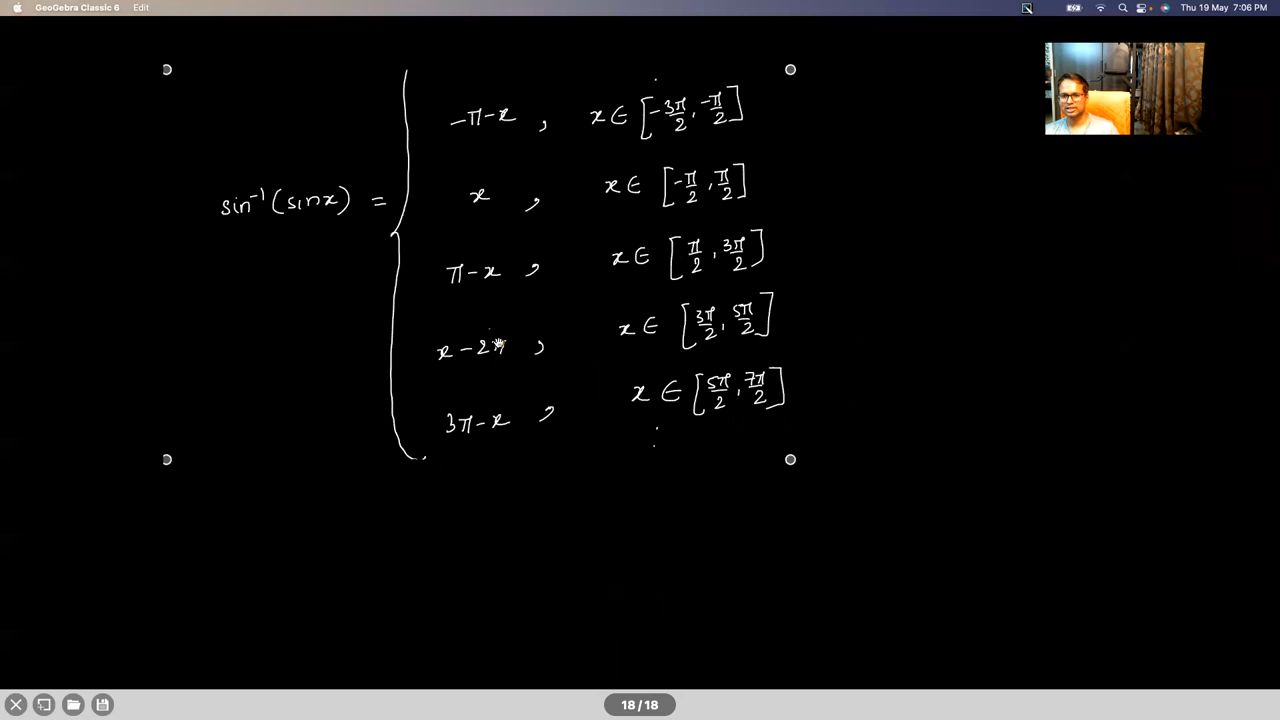 GeoGebra Classic 6 Edit Thu 19 May 7:06 PM
-π-x , x ∈ [-3π/2, -π/2]
sin⁻¹(sinx) = x , x ∈ [-π/2, π/2]
π-x , x ∈ [π/2, 3π/2]
x-2π , x ∈ [3π/2, 5π/2]
3π-x , x ∈ [5π/2, 7π/2]
18/18